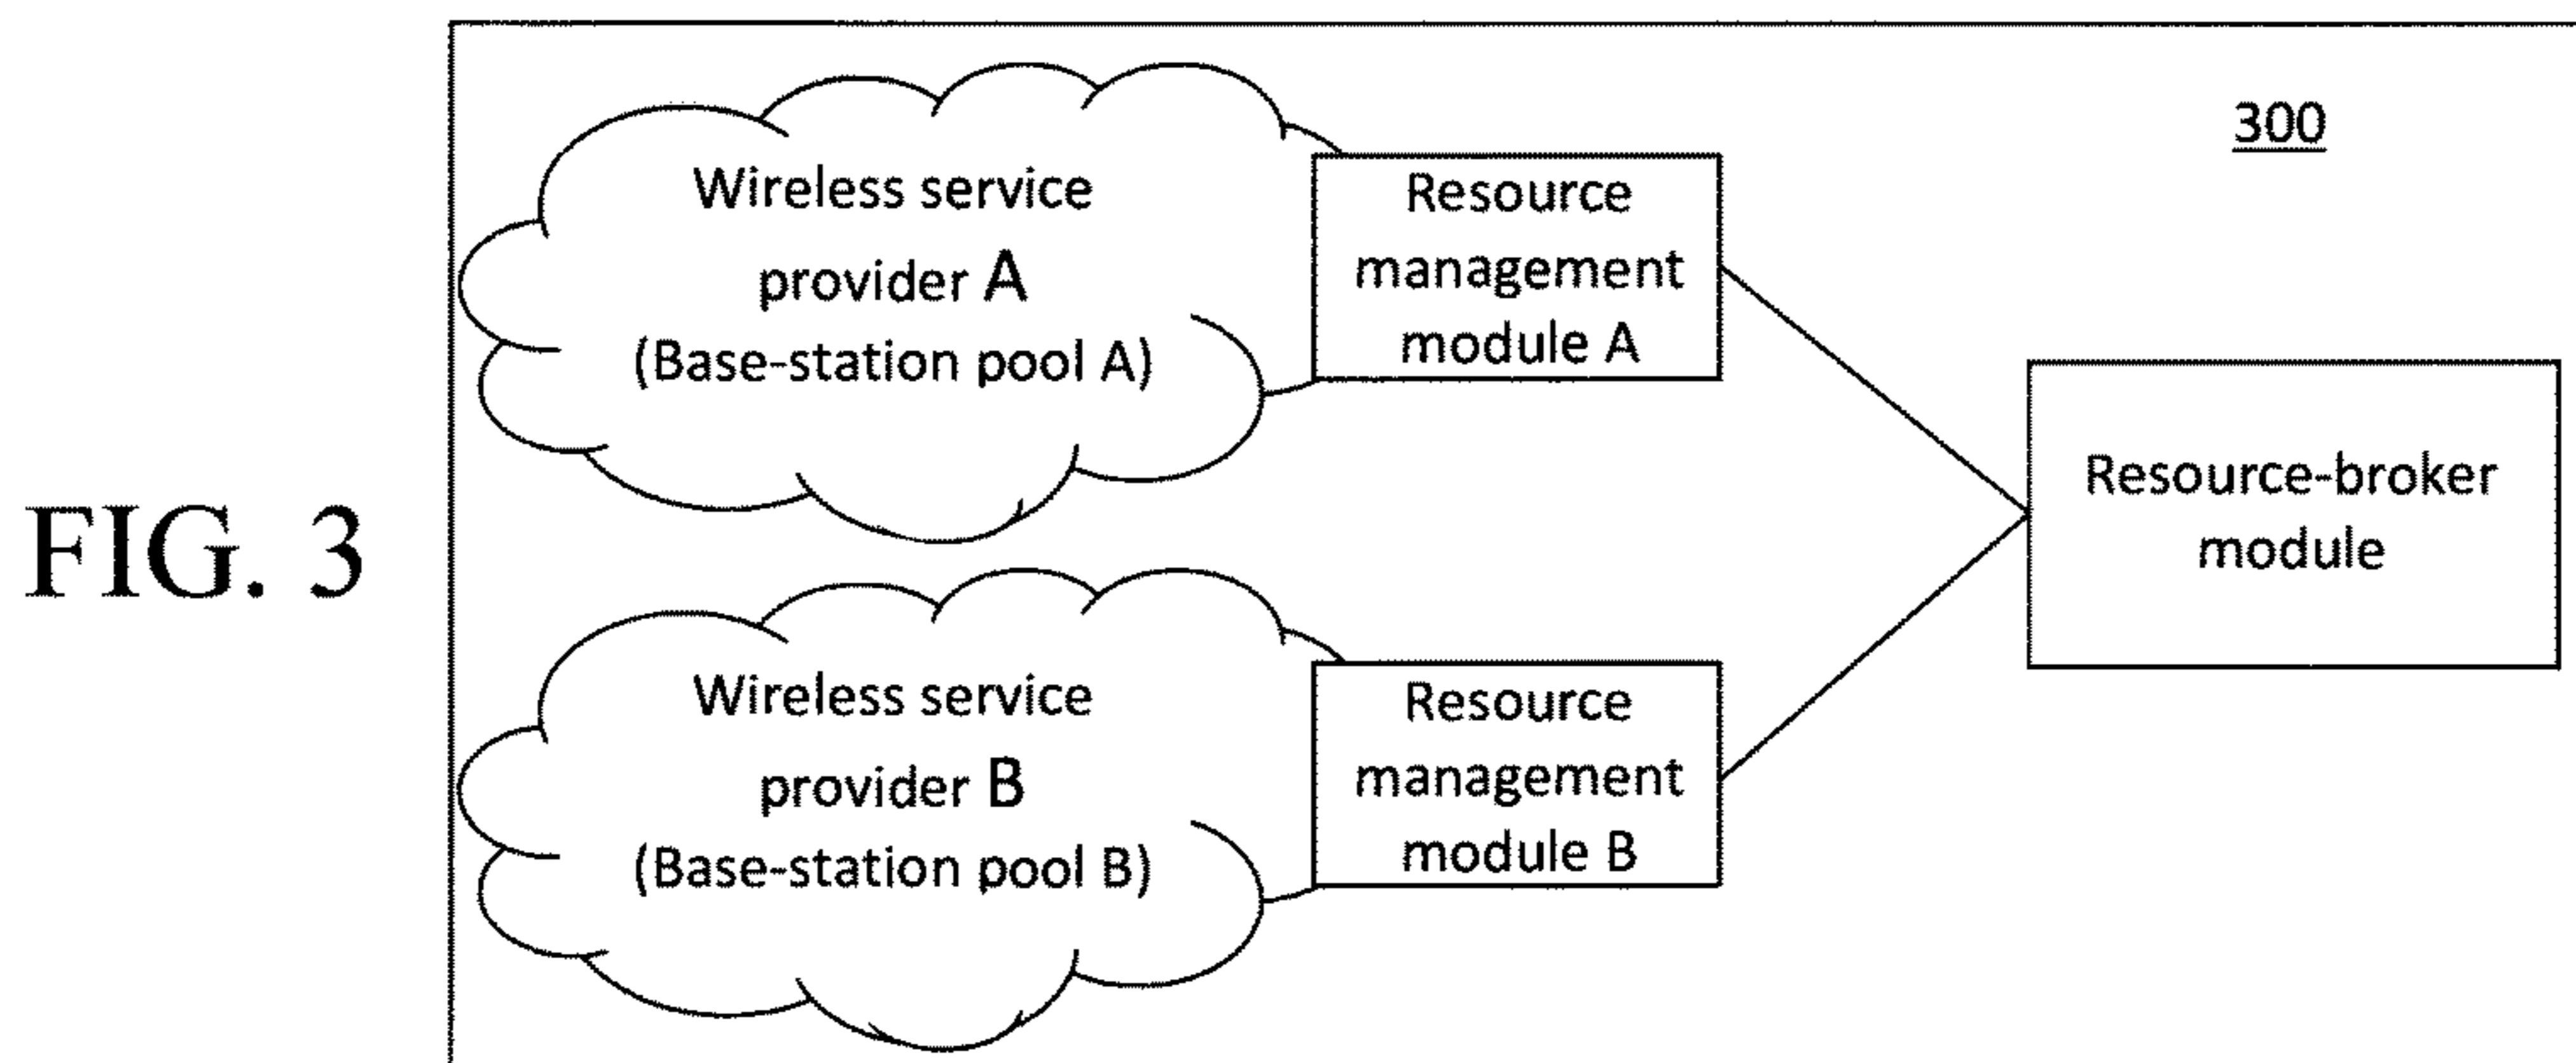 FIG. 3
300
Wireless service
provider A
(Base-station pool A)
Resource
management
module A
Resource-broker
module
Wireless service
provider B
(Base-station pool B)
Resource
management
module B